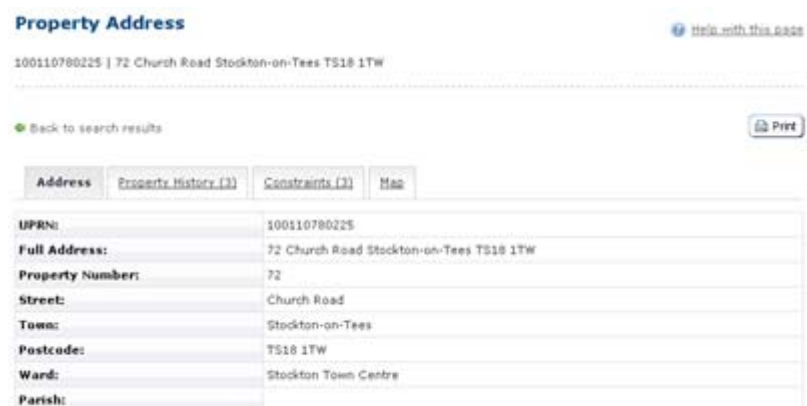 Property Address
Help with this page
100110780225 | 72 Church Road Stockton-on-Tees TS18 1TW
Back to search results
Print
Address Property History (3) Constraints (3) Map
UPRN: 100110780225
Full Address: 72 Church Road Stockton-on-Tees TS18 1TW
Property Number: 72
Street: Church Road
Town: Stockton-on-Tees
Postcode: TS18 1TW
Ward: Stockton Town Centre
Parish: